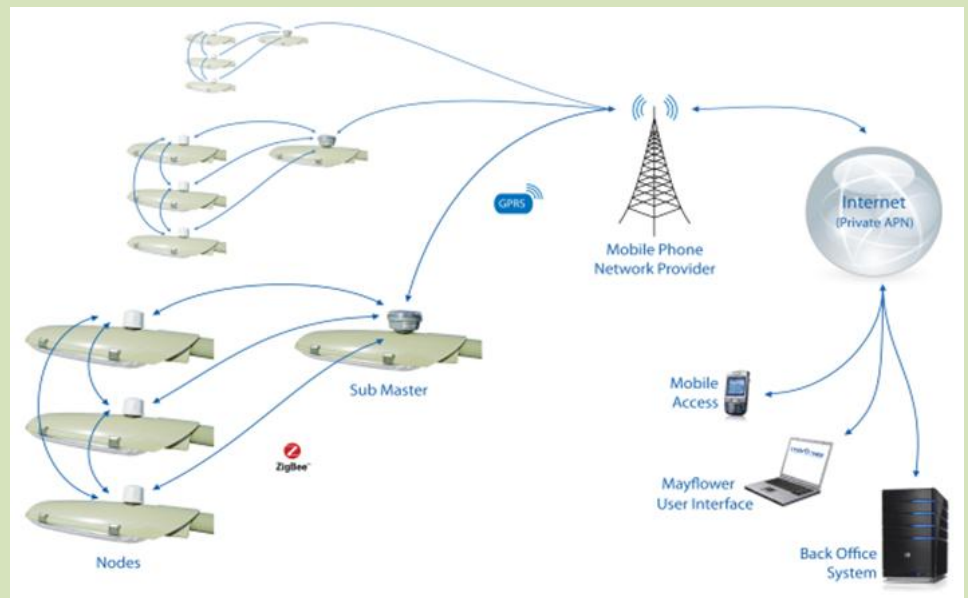 GPRS
Internet
(Private APN)
Mobile Phone
Network Provider
Sub Master
Mobile
Access
ZigBee™
Mayflower
User Interface
Nodes
Back Office
System